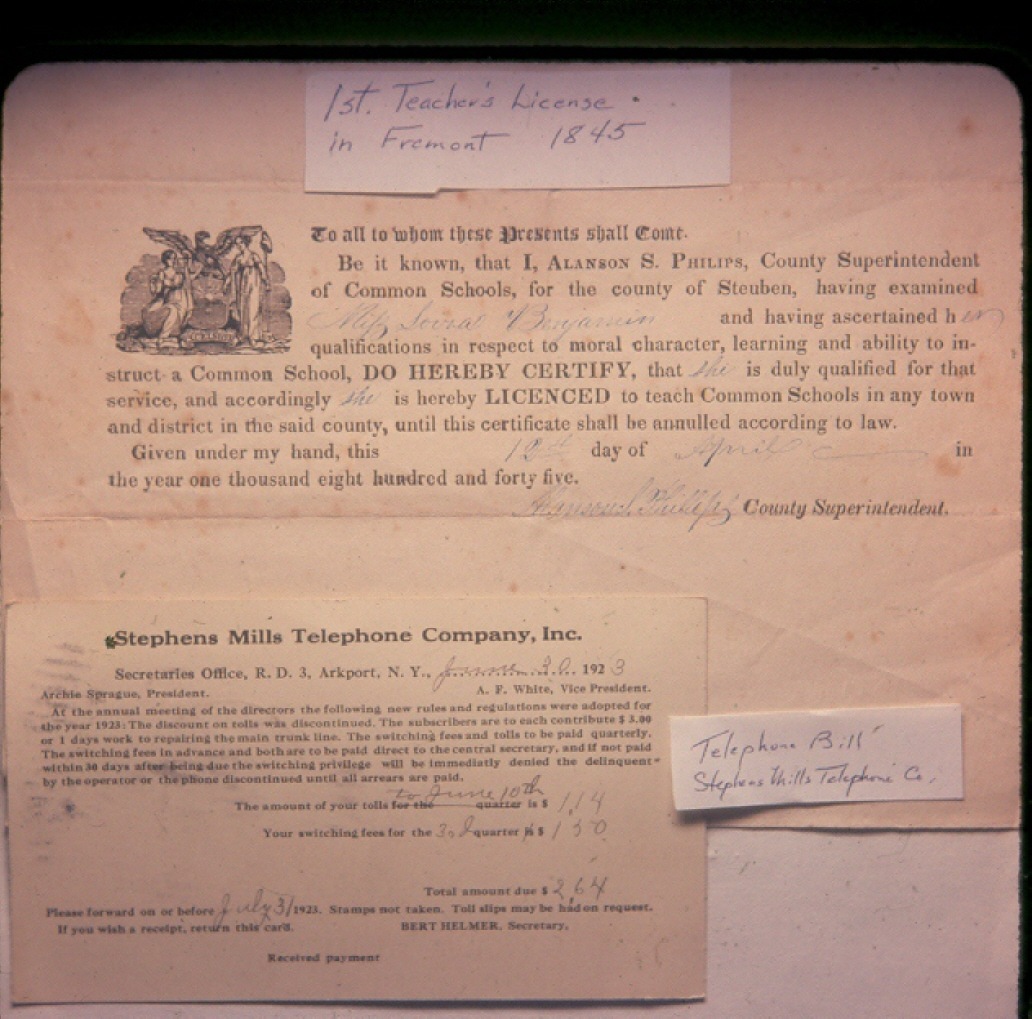 1st. Teacher's License
in Fremont 1845
To all to whom these Presents shall Come.
Be it known, that I, ALANSON S. PHILIPS, County Superintendent
of Common Schools, for the county of Steuben, having examined
Miss Benjamin and having ascertained her
qualifications in respect to moral character, learning and ability to in-
struct a Common School, DO HEREBY CERTIFY, that she is duly qualified for that
service, and accordingly she is hereby LICENCED to teach Common Schools in any town
and district in the said county, until this certificate shall be annulled according to law.
Given under my hand, this day of April in
the year one thousand eight hundred and forty five.
Alanson S. Phillips County Superintendent.
Stephens Mills Telephone Company, Inc.
Secretaries Office, R. D. 3, Arkport, N. Y., June 30. 1923
Archie Sprague, President. A. F. White, Vice President.
At the annual meeting of the directors the following new rules and regulations were adopted for
the year 1923: The discount on tolls was discontinued. The subscribers are to each contribute $ 3.00
or 1 days work to repairing the main trunk line. The switching fees and tolls to be paid quarterly.
The switching fees in advance and both are to be paid direct to the central secretary, and if not paid
within 30 days after being due the switching privilege will be immediately denied the delinquent
by the operator or the phone discontinued until all arrears are paid.
to June 10th
The amount of your tolls for the quarter is $ 1.14
Your switching fees for the 3rd quarter is $ 1 50
Total amount due $ 2.64
Please forward on or before July 31 1923. Stamps not taken. Toll slips may be had on request.
If you wish a receipt, return this card. BERT HELMER, Secretary.
Received payment
Telephone Bill
Stephens Mills Telephone Co.